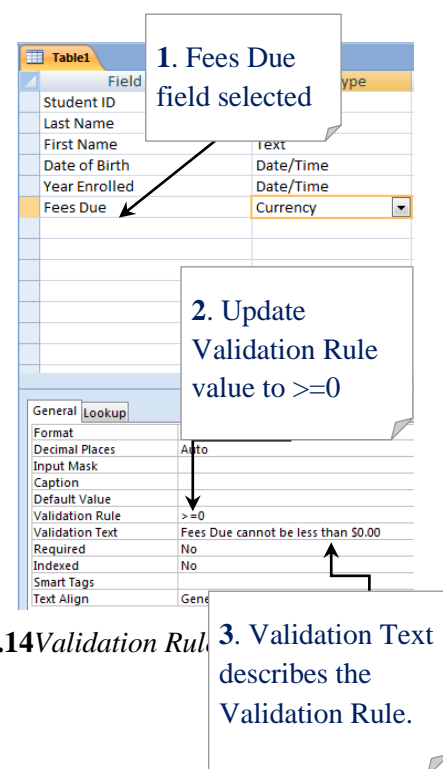 Table1
1. Fees Due
field selected
Field
ype
Student ID
Last Name
First Name Text
Date of Birth Date/Time
Year Enrolled Date/Time
Fees Due Currency
2. Update
Validation Rule
value to >=0
General Lookup
Format
Decimal Places Auto
Input Mask
Caption
Default Value
Validation Rule >=0
Validation Text Fees Due cannot be less than $0.00
Required No
Indexed No
Smart Tags
Text Align Gene
.14Validation Rul
3. Validation Text
describes the
Validation Rule.